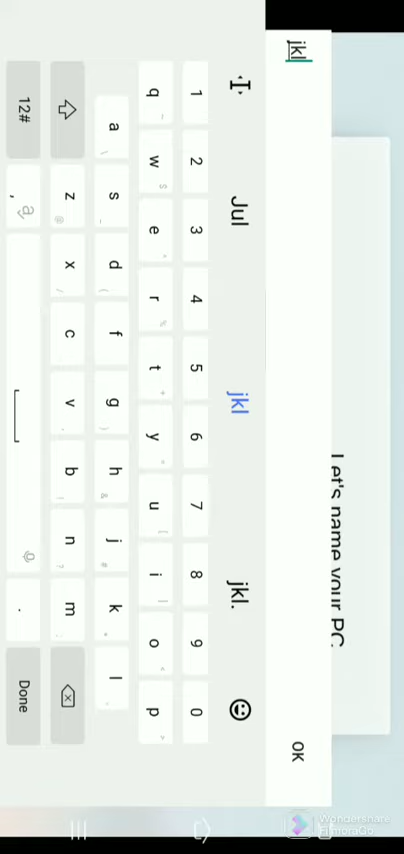 Let's name your PC
jkl
OK
Jul jkl jkl.
1 2 3 4 5 6 7 8 9 0
q w e r t y u i o p
a s d f g h j k l
z x c v b n m
12# , . Done
Wondershare
FilmoraGo